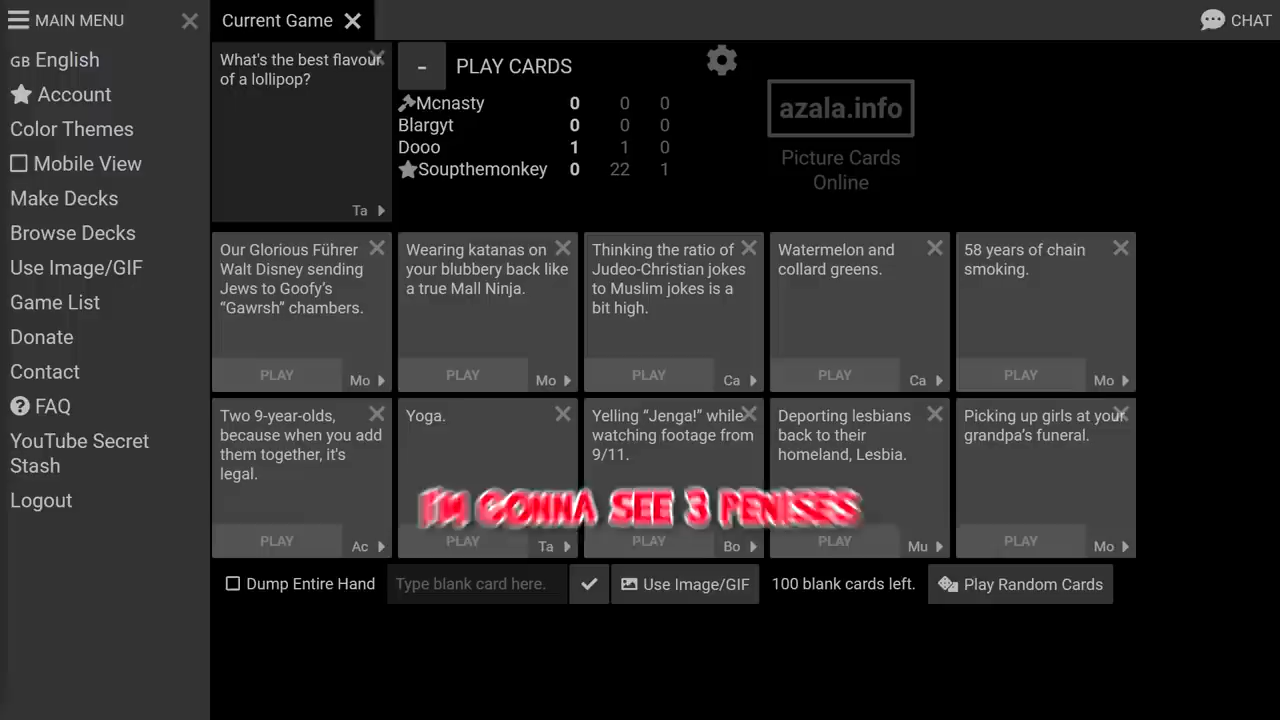 MAIN MENU
GB English
Account
Color Themes
Mobile View
Make Decks
Browse Decks
Use Image/GIF
Game List
Donate
Contact
FAQ
YouTube Secret
Stash
Logout
Current Game
CHAT
What's the best flavour
of a lollipop?
Ta
-
PLAY CARDS
Mcnasty 0 0 0
Blargyt 0 0 0
Dooo 1 1 0
Soupthemonkey 0 22 1
azala.info
Picture Cards
Online
Our Glorious Führer
Walt Disney sending
Jews to Goofy’s
“Gawrsh” chambers.
PLAY
Mo
Wearing katanas on
your blubbery back like
a true Mall Ninja.
PLAY
Mo
Thinking the ratio of
Judeo-Christian jokes
to Muslim jokes is a
bit high.
PLAY
Ca
Watermelon and
collard greens.
PLAY
Ca
58 years of chain
smoking.
PLAY
Mo
Two 9-year-olds,
because when you add
them together, it's
legal.
PLAY
Ac
Yoga.
PLAY
Ta
Yelling “Jenga!” while
watching footage from
9/11.
PLAY
Bo
Deporting lesbians
back to their
homeland, Lesbia.
PLAY
Mu
Picking up girls at your
grandpa’s funeral.
PLAY
Mo
I'M GONNA SEE 3 PENISES
Dump Entire Hand
Type blank card here.
Use Image/GIF
100 blank cards left.
Play Random Cards